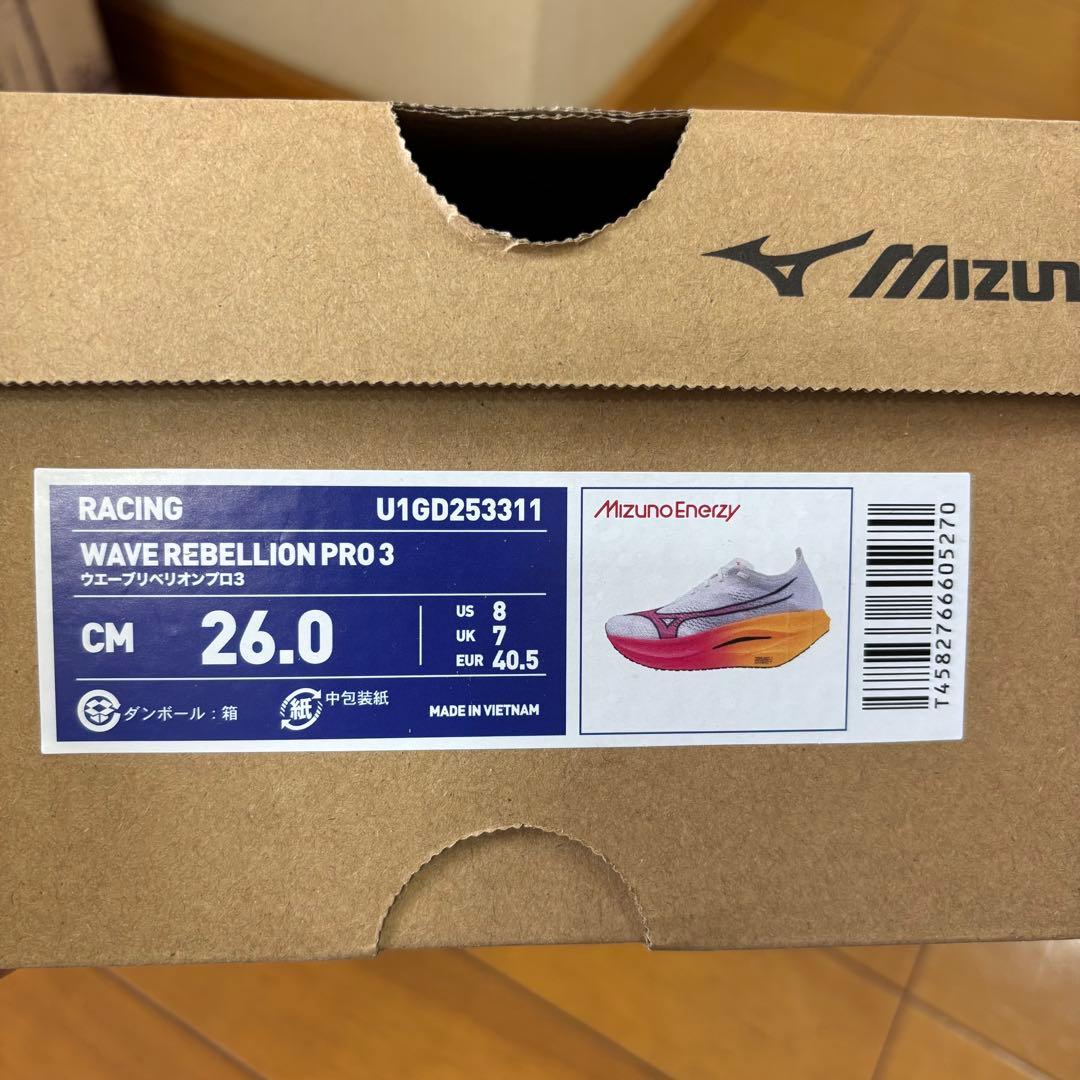 MIZUN
RACING
U1GD253311
WAVE REBELLION PRO 3
ウエーブリベリオンプロ3
CM 26.0
US 8
UK 7
EUR 40.5
ダンボール：箱
紙 中包装紙
MADE IN VIETNAM
Mizuno Enerzy
T4582766605270